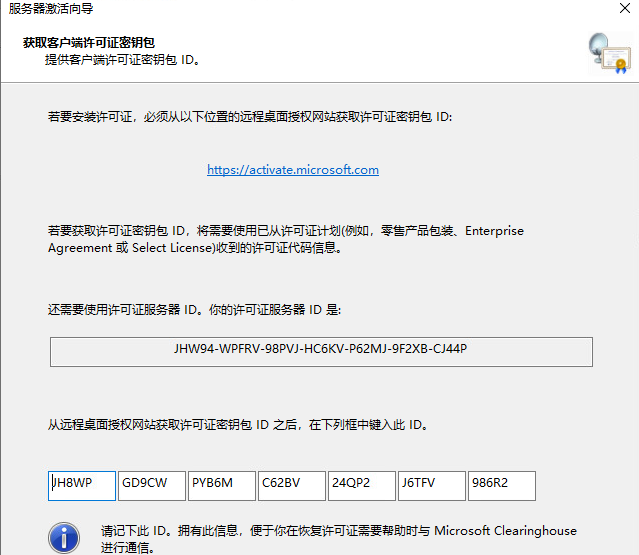 服务器激活向导
获取客户端许可证密钥包
提供客户端许可证密钥包 ID。
若要安装许可证，必须从以下位置的远程桌面授权网站获取许可证密钥包 ID:
https://activate.microsoft.com
若要获取许可证密钥包 ID，将需要使用已从许可证计划(例如，零售产品包装、Enterprise
Agreement 或 Select License)收到的许可证代码信息。
还需要使用许可证服务器 ID。你的许可证服务器 ID 是:
JHW94-WPFRV-98PVJ-HC6KV-P62MJ-9F2XB-CJ44P
从远程桌面授权网站获取许可证密钥包 ID 之后，在下列框中键入此 ID。
JH8WP GD9CW PYB6M C62BV 24QP2 J6TFV 986R2
请记下此 ID。拥有此信息，便于你在恢复许可证需要帮助时与 Microsoft Clearinghouse
进行通信。